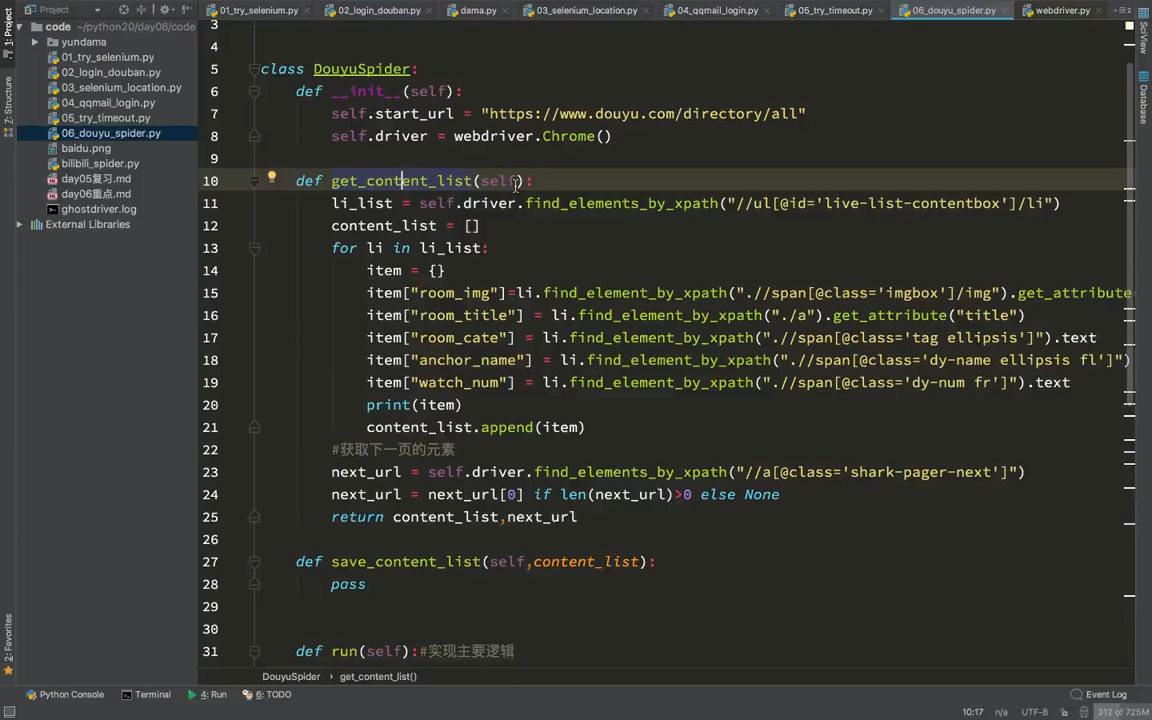 Project
01_try_selenium.py
02_login_douban.py
dama.py
03_selenium_location.py
04_qqmail_login.py
05_try_timeout.py
06_douyu_spider.py
webdriver.py
1: Project
Z: Structure
2: Favorites
SciView
Database
code ~/python20/day06/code
yundama
01_try_selenium.py
02_login_douban.py
03_selenium_location.py
04_qqmail_login.py
05_try_timeout.py
06_douyu_spider.py
baidu.png
bilibili_spider.py
day05复习.md
day06重点.md
ghostdriver.log
External Libraries
3
4
5 class DouyuSpider:
6 def __init__(self):
7 self.start_url = "https://www.douyu.com/directory/all"
8 self.driver = webdriver.Chrome()
9
10 def get_content_list(self):
11 li_list = self.driver.find_elements_by_xpath("//ul[@id='live-list-contentbox']/li")
12 content_list = []
13 for li in li_list:
14 item = {}
15 item["room_img"]=li.find_element_by_xpath(".//span[@class='imgbox']/img").get_attribute
16 item["room_title"] = li.find_element_by_xpath("./a").get_attribute("title")
17 item["room_cate"] = li.find_element_by_xpath(".//span[@class='tag ellipsis']").text
18 item["anchor_name"] = li.find_element_by_xpath(".//span[@class='dy-name ellipsis fl']")
19 item["watch_num"] = li.find_element_by_xpath(".//span[@class='dy-num fr']").text
20 print(item)
21 content_list.append(item)
22 #获取下一页的元素
23 next_url = self.driver.find_elements_by_xpath("//a[@class='shark-pager-next']")
24 next_url = next_url[0] if len(next_url)>0 else None
25 return content_list,next_url
26
27 def save_content_list(self,content_list):
28 pass
29
30
31 def run(self):#实现主要逻辑
DouyuSpider › get_content_list()
Python Console
Terminal
4: Run
6: TODO
Event Log
10:17 n/a UTF-8 312 of 725M